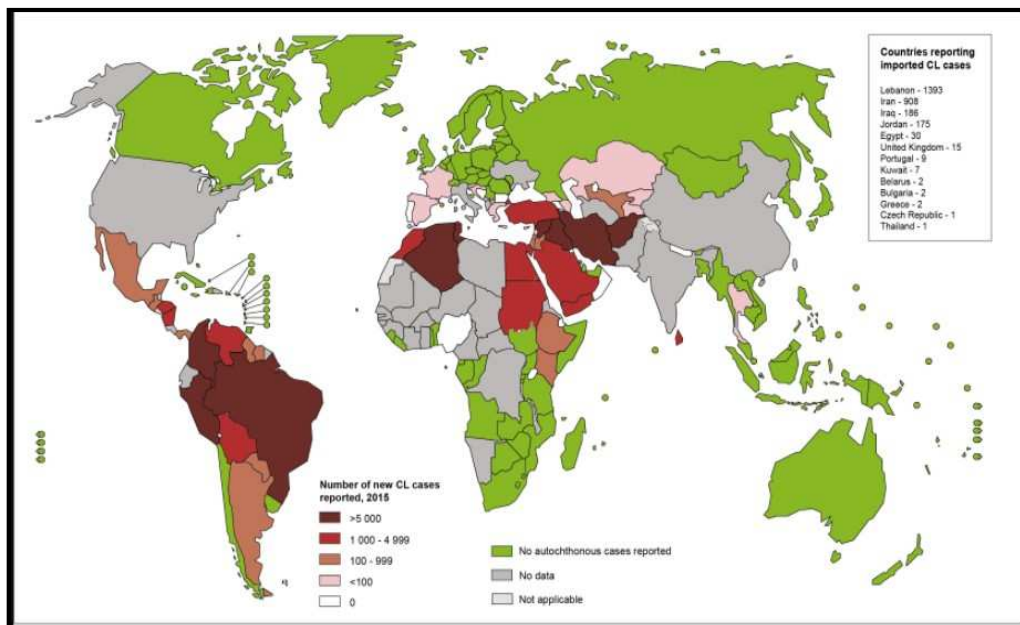 Countries reporting
imported CL cases
Lebanon - 1393
Iran - 908
Iraq - 186
Jordan - 175
Egypt - 30
United Kingdom - 15
Portugal - 9
Kuwait - 7
Belarus - 2
Bulgaria - 2
Greece - 2
Czech Republic - 1
Thailand - 1
Number of new CL cases
reported, 2015
>5 000
1 000 - 4 999
100 - 999
<100
0
No autochthonous cases reported
No data
Not applicable